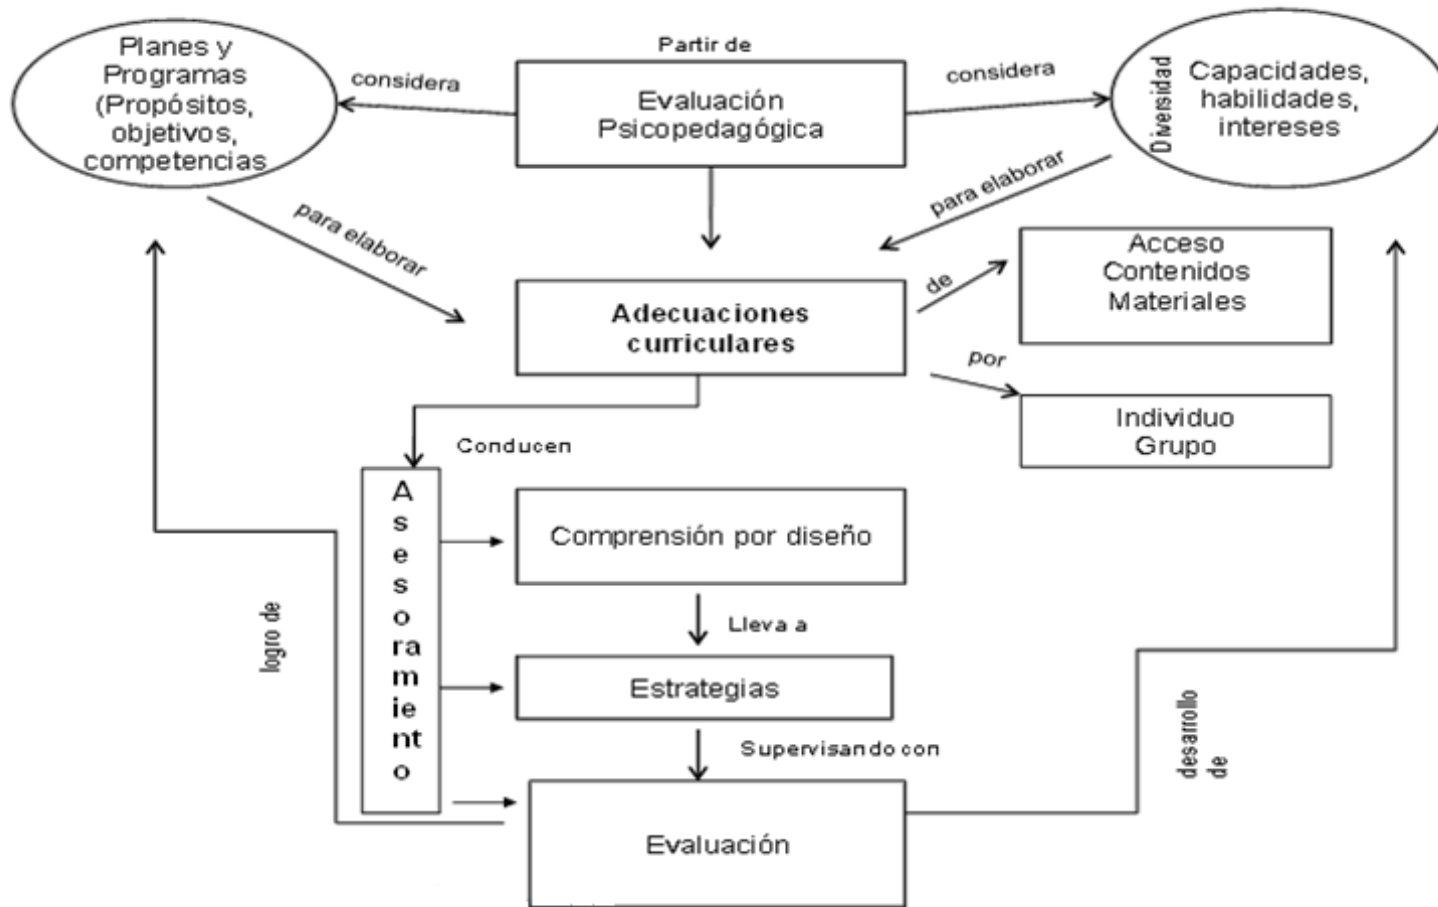 Partir de
Planes y
Programas
(Propósitos,
objetivos,
competencias
considera
Evaluación
Psicopedagógica
considera
Diversidad
Capacidades,
habilidades,
intereses
para elaborar
para elaborar
Adecuaciones
curriculares
de
Acceso
Contenidos
Materiales
por
Individuo
Grupo
Conducen
A
s
e
s
o
ra
m
ie
nt
o
Comprensión por diseño
Lleva a
Estrategias
Supervisando con
Evaluación
logro de
desarrollo
de